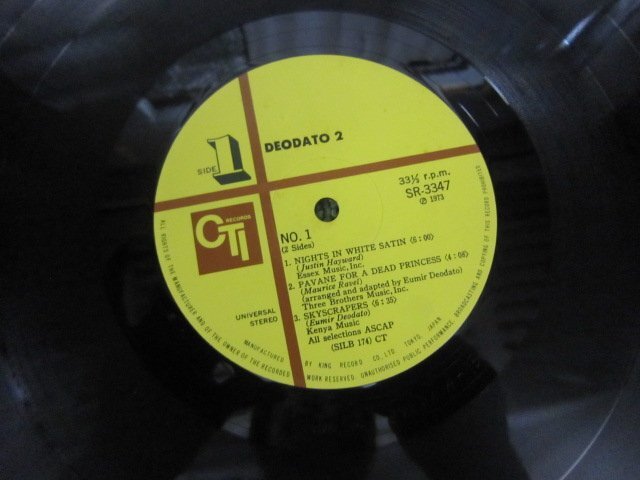 DEODATO 2
SIDE 1
33⅓ r.p.m.
SR-3347
Ⓟ 1973
CTI
RECORDS
NO. 1
(2 Sides)
1. NIGHTS IN WHITE SATIN (6:00)
(Justin Hayward)
Essex Music, Inc.
2. PAVANE FOR A DEAD PRINCESS (4:08)
(Maurice Ravel)
(arranged and adapted by Eumir Deodato)
Three Brothers Music, Inc.
3. SKYSCRAPERS (6:35)
(Eumir Deodato)
Kenya Music
All selections ASCAP
(SILB 174) CT
UNIVERSAL
STEREO
MANUFACTURED BY KING RECORD CO., LTD. TOKYO, JAPAN
ALL RIGHTS OF THE MANUFACTURER AND OF THE OWNER OF THE RECORDED WORK RESERVED. UNAUTHORISED PUBLIC PERFORMANCE, BROADCASTING AND COPYING OF THIS RECORD PROHIBITED